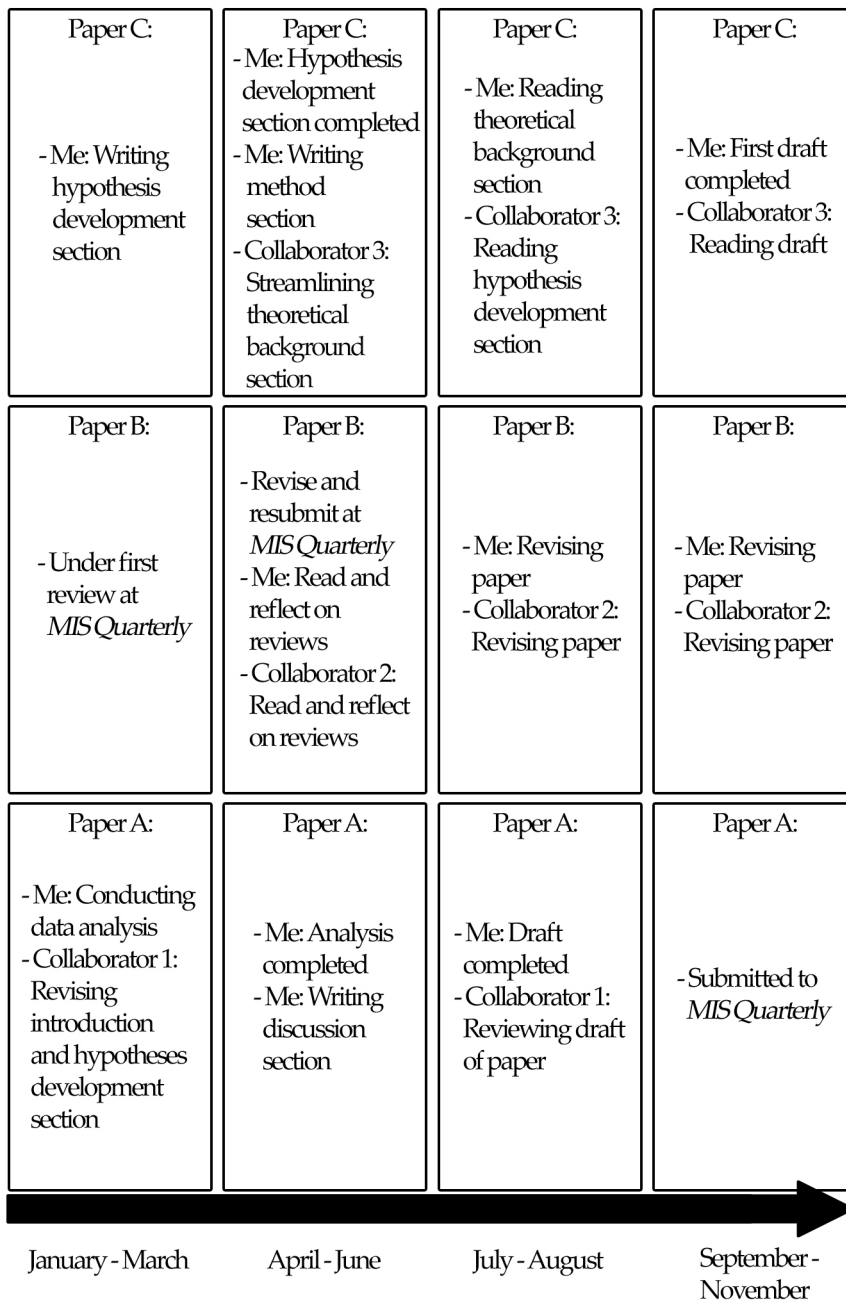 Paper C:
- Me: Writing
hypothesis
development
section
Paper C:
- Me: Hypothesis
development
section completed
- Me: Writing
method
section
- Collaborator 3:
Streamlining
theoretical
background
section
Paper C:
- Me: Reading
theoretical
background
section
- Collaborator 3:
Reading
hypothesis
development
section
Paper C:
- Me: First draft
completed
- Collaborator 3:
Reading draft
Paper B:
- Under first
review at
MIS Quarterly
Paper B:
- Revise and
resubmit at
MIS Quarterly
- Me: Read and
reflect on
reviews
- Collaborator 2:
Read and reflect
on reviews
Paper B:
- Me: Revising
paper
- Collaborator 2:
Revising paper
Paper B:
- Me: Revising
paper
- Collaborator 2:
Revising paper
Paper A:
- Me: Conducting
data analysis
- Collaborator 1:
Revising
introduction
and hypotheses
development
section
Paper A:
- Me: Analysis
completed
- Me: Writing
discussion
section
Paper A:
- Me: Draft
completed
- Collaborator 1:
Reviewing draft
of paper
Paper A:
- Submitted to
MIS Quarterly
January - March
April - June
July - August
September -
November